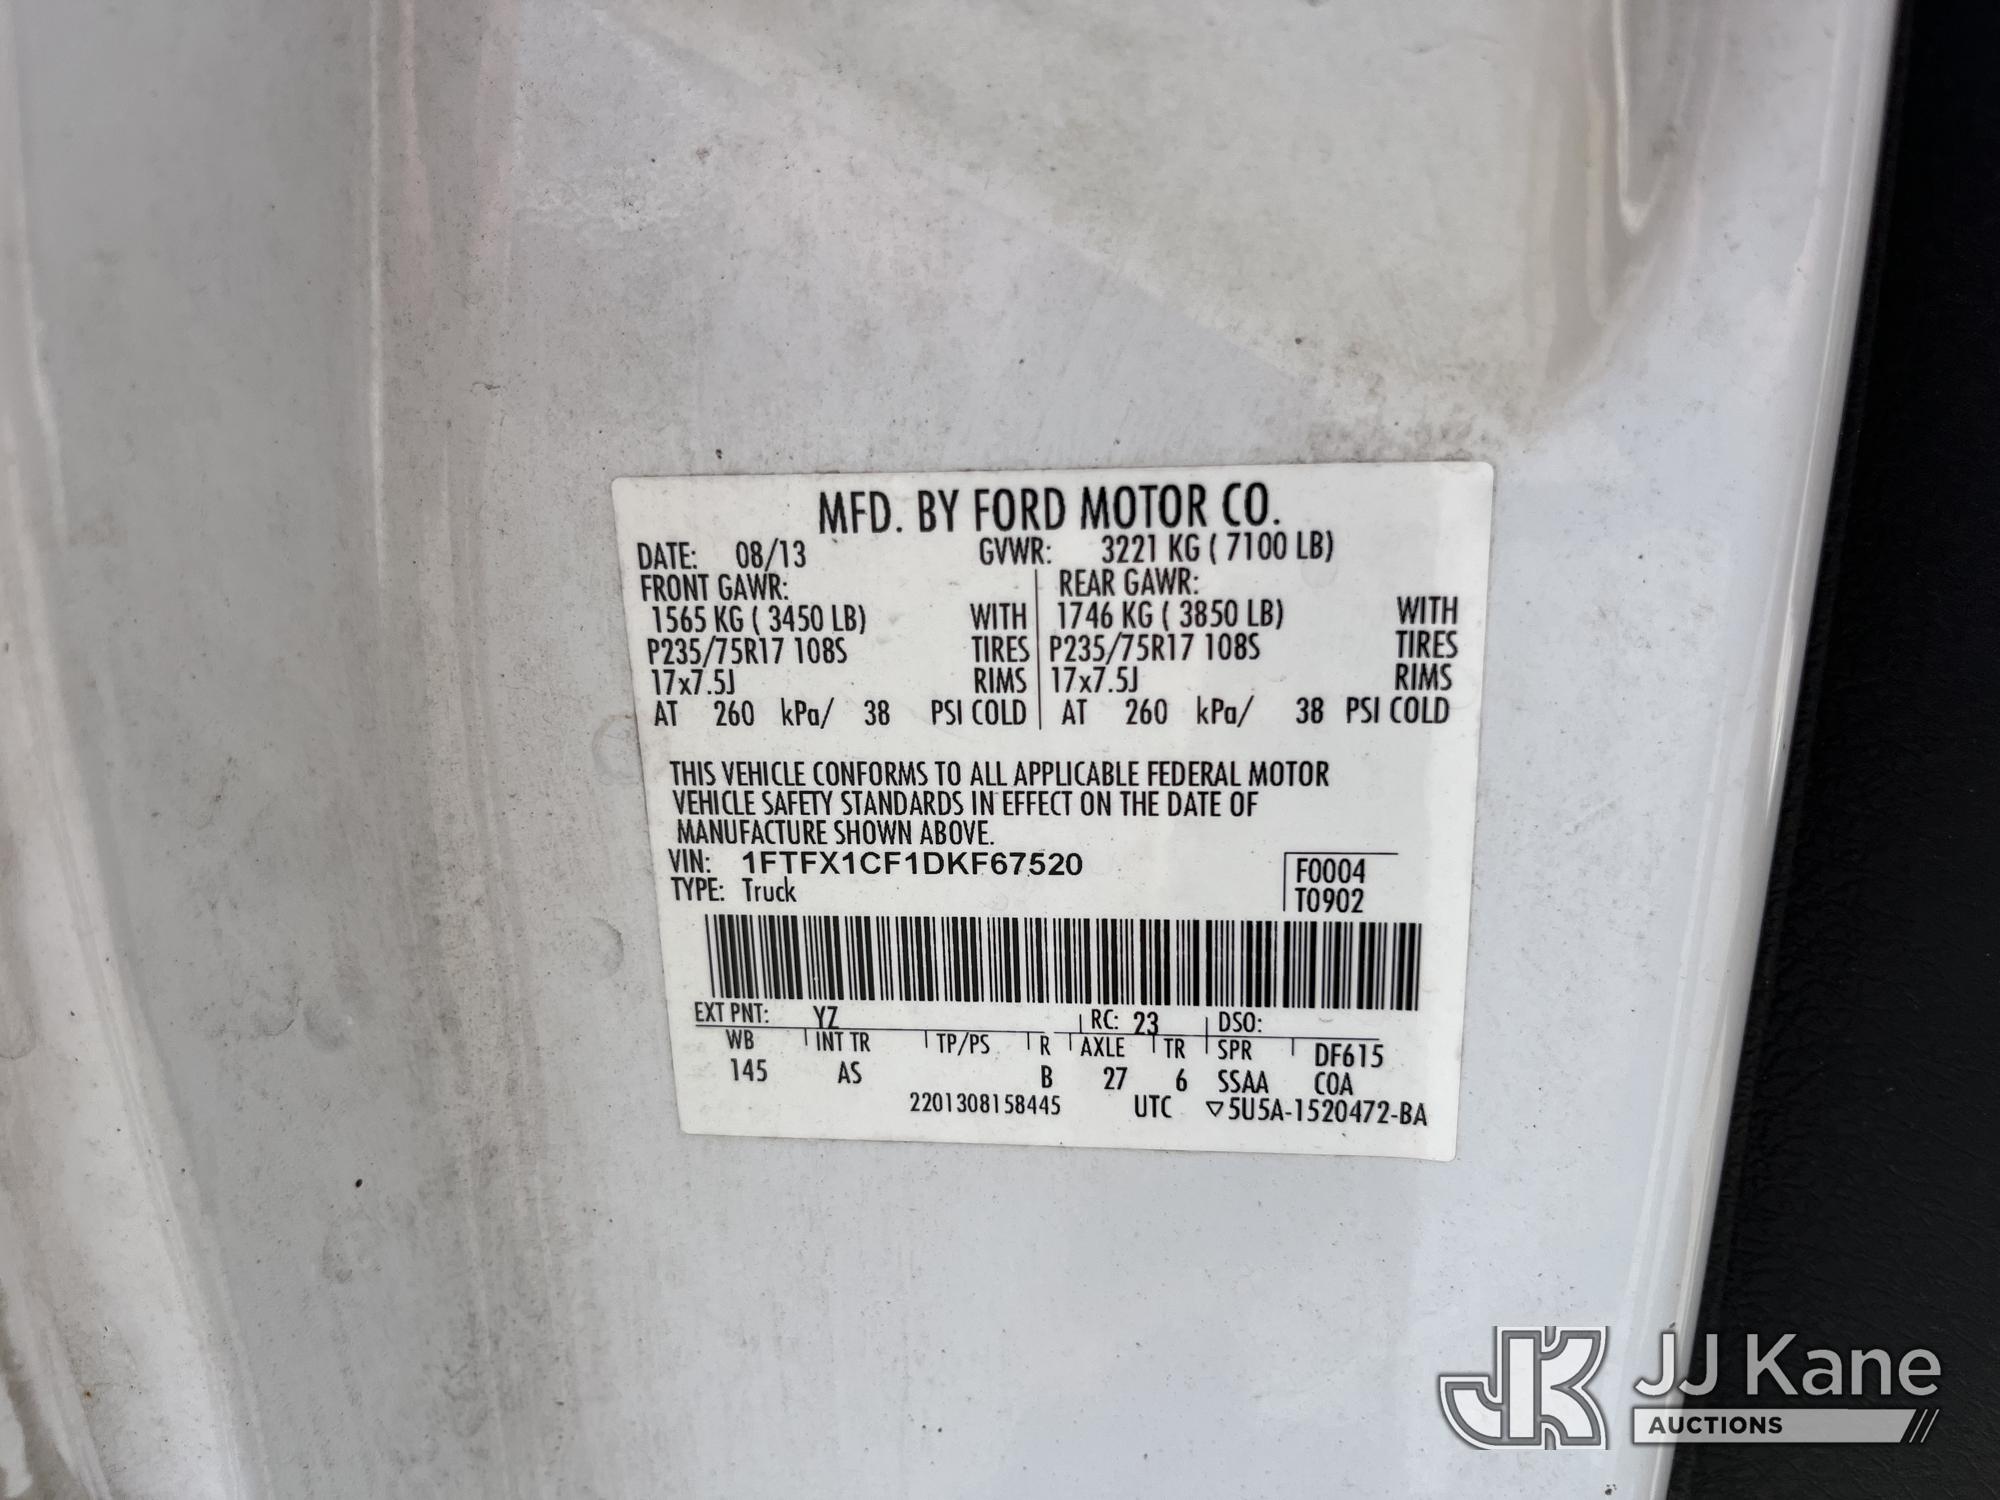 MFD. BY FORD MOTOR CO.
DATE: 08/13 GVWR: 3221 KG ( 7100 LB)
FRONT GAWR: REAR GAWR:
1565 KG ( 3450 LB) WITH 1746 KG ( 3850 LB) WITH
P235/75R17 108S TIRES P235/75R17 108S TIRES
17x7.5J RIMS 17x7.5J RIMS
AT 260 kPa/ 38 PSI COLD AT 260 kPa/ 38 PSI COLD
THIS VEHICLE CONFORMS TO ALL APPLICABLE FEDERAL MOTOR
VEHICLE SAFETY STANDARDS IN EFFECT ON THE DATE OF
MANUFACTURE SHOWN ABOVE.
VIN: 1FTFX1CF1DKF67520 F0004
TYPE: Truck T0902
EXT PNT: YZ RC: 23 DSO:
WB INT TR TP/PS R AXLE TR SPR DF615
145 AS B 27 6 SSAA COA
2201308158445 UTC ▽5U5A-1520472-BA
JK JJ Kane
AUCTIONS